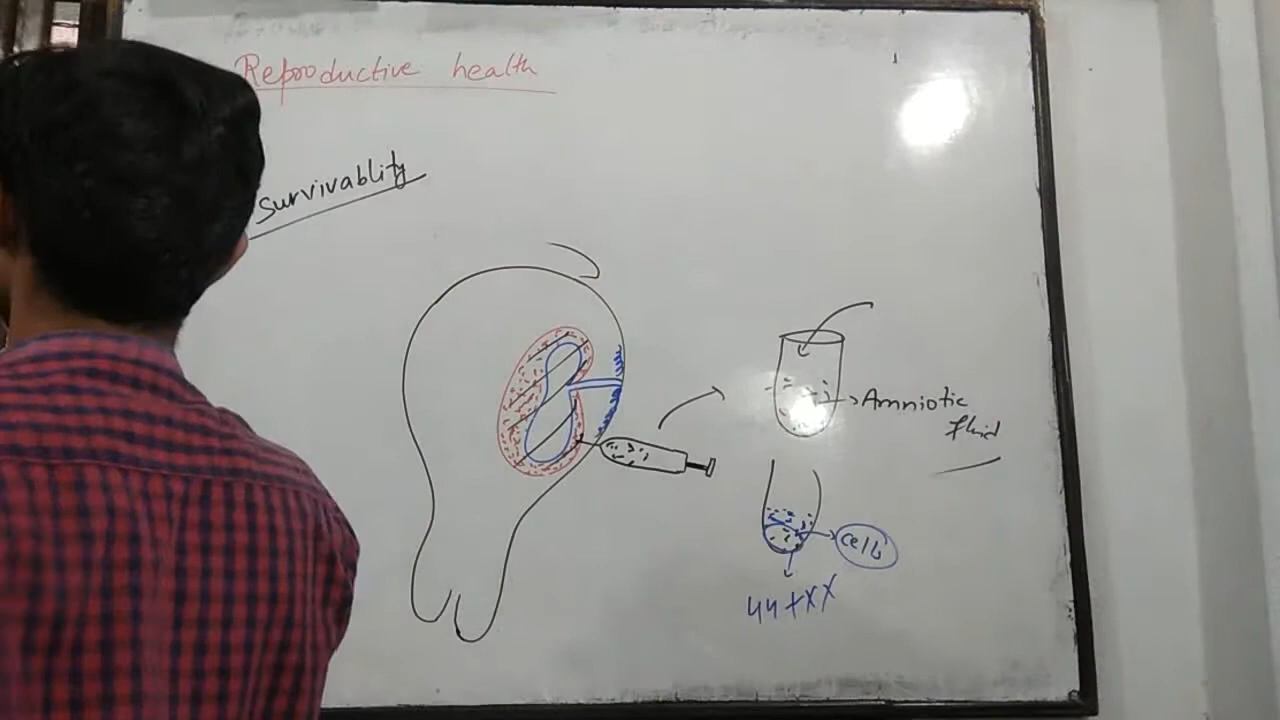 Reproductive health
Survivablity
Amniotic
fluid
Cells
44+XX